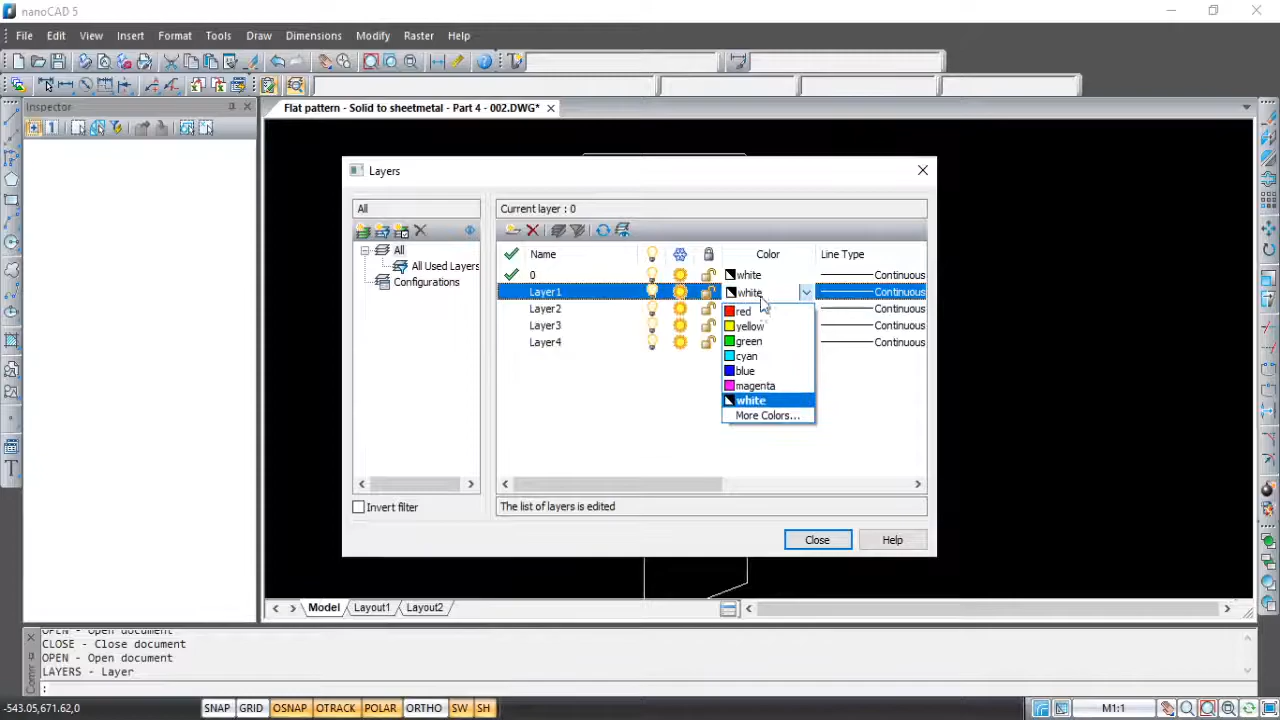 nanoCAD 5
File Edit View Insert Format Tools Draw Dimensions Modify Raster Help
Inspector
Flat pattern - Solid to sheetmetal - Part 4 - 002.DWG*
Layers
All
Current layer : 0
All
All Used Layers
Configurations
Name Color Line Type
0 white Continuous
Layer1 white Continuous
Layer2 Continuous
Layer3 Continuous
Layer4 Continuous
red
yellow
green
cyan
blue
magenta
white
More Colors...
Invert filter
The list of layers is edited
Close Help
Model Layout1 Layout2
OPEN - Open document
CLOSE - Close document
OPEN - Open document
LAYERS - Layer
:
-543.05,671.62,0 SNAP GRID OSNAP OTRACK POLAR ORTHO SW SH M1:1